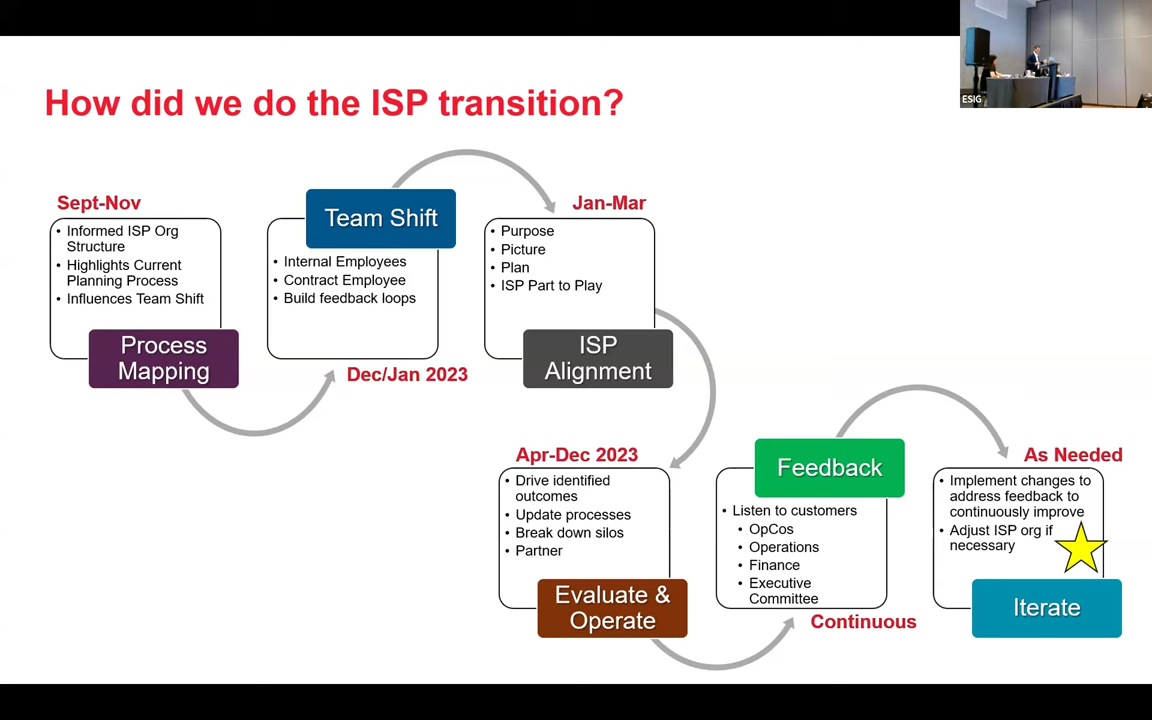 How did we do the ISP transition?
ESIG
Sept-Nov
• Informed ISP Org
Structure
• Highlights Current
Planning Process
• Influences Team Shift
Process
Mapping
Team Shift
• Internal Employees
• Contract Employee
• Build feedback loops
Dec/Jan 2023
Jan-Mar
• Purpose
• Picture
• Plan
• ISP Part to Play
ISP
Alignment
Apr-Dec 2023
• Drive identified
outcomes
• Update processes
• Break down silos
• Partner
Evaluate &
Operate
Feedback
• Listen to customers
• OpCos
• Operations
• Finance
• Executive
Committee
Continuous
As Needed
• Implement changes to
address feedback to
continuously improve
• Adjust ISP org if
necessary
Iterate